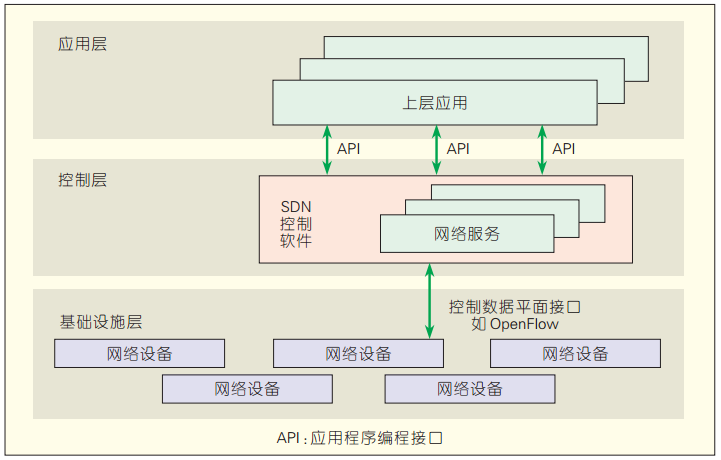 应用层
上层应用
API
API
API
控制层
SDN
控制
软件
网络服务
控制数据平面接口
如 OpenFlow
基础设施层
网络设备
网络设备
网络设备
网络设备
网络设备
API：应用程序编程接口